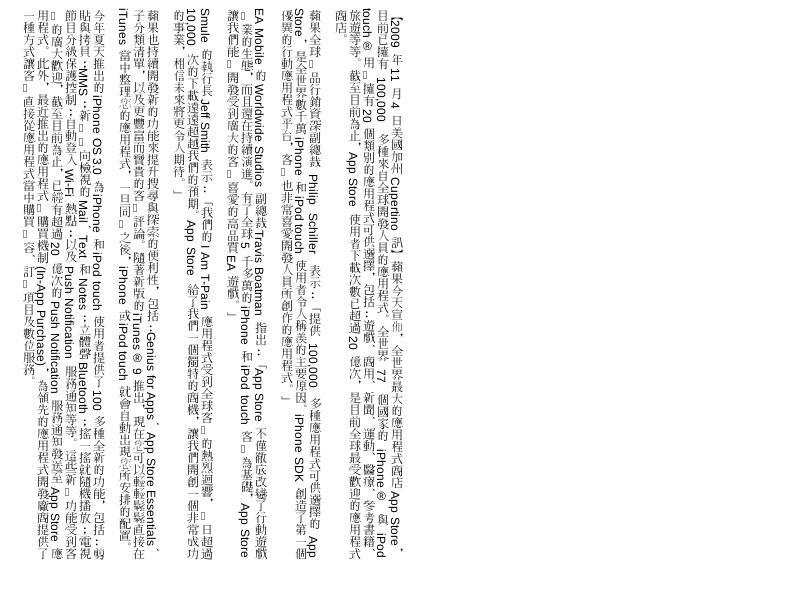 【2009 年 11 月 4 日美國加州 Cupertino 訊】蘋果今天宣佈，全世界最大的應用程式商店 App Store，
目前已擁有 100,000 多種來自全球開發人員的應用程式。全世界 77 個國家的 iPhone ® 與 iPod
touch ® 用 擁有 20 個類別的應用程式可供選擇，包括：遊戲、商用、新聞、運動、醫療、參考書籍、
旅遊等等。截至目前為止，App Store 使用者下載次數已超過 20 億次，是目前全球最受歡迎的應用程式
商店。
蘋果全球 品行銷資深副總裁 Philip Schiller 表示：「提供 100,000 多種應用程式可供選擇的 App
Store，是全世界數千萬 iPhone 和 iPod touch 使用者令人稱羨的主要原因。iPhone SDK 創造了第一個
優異的行動應用程式平台，客 也非常喜愛開發人員所創作的應用程式。」
EA Mobile 的 Worldwide Studios 副總裁 Travis Boatman 指出：「App Store 不僅徹底改變了行動遊戲
業的生態，而且還在持續演進。有了全球 5 千多萬的 iPhone 和 iPod touch 客 為基礎，App Store
讓我們能 開發受到廣大的客 喜愛的高品質 EA 遊戲。」
Smule 的執行長 Jeff Smith 表示：「我們的 I Am T-Pain 應用程式受到全球客 的熱烈迴響，日超過
10,000 次的下載遠遠超越我們的預期。App Store 給了我們一個獨特的商機，讓我們開創一個非常成功
的事業，相信未來將更令人期待。」
蘋果也持續開發新的功能來提升搜尋與探索的便利性，包括：Genius for Apps、App Store Essentials、
子分類清單，以及更豐富而寶貴的客 評論。隨著新版的 iTunes ® 9 推出，現在您可以輕輕鬆鬆直接在
iTunes 當中整理您的應用程式，一旦同 之後，iPhone 或 iPod touch 就會自動出現您所安排的配置。
今年夏天推出的 iPhone OS 3.0 為 iPhone 和 iPod touch 使用者提供了 100 多種全新的功能，包括：剪
貼與拷貝：MMS：新 向檢視的 Mail、Text 和 Notes：立體聲 Bluetooth：搖一搖就隨機播放：電視
節目分級保護控制：自動登入 Wi-Fi 熱點：以及 Push Notification 服務通知等等。這些新 功能受到客
的廣大歡迎，截至目前為止，已經有超過 20 億次的 Push Notification 服務通知發送至 App Store 應
用程式。此外，最近推出的應用程式 購買機制 (In-App Purchase)，為領先的應用程式開發廠商提供了
一種方式讓客 直接從應用程式當中購買 容、訂 項目及數位服務。